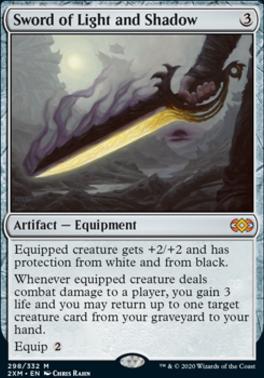 Sword of Light and Shadow 3
Artifact — Equipment
Equipped creature gets +2/+2 and has
protection from white and from black.
Whenever equipped creature deals
combat damage to a player, you gain 3
life and you may return up to one target
creature card from your graveyard to your
hand.
Equip 2
298/332 M
2XM • EN CHRIS RAHN ™ & © 2020 Wizards of the Coast